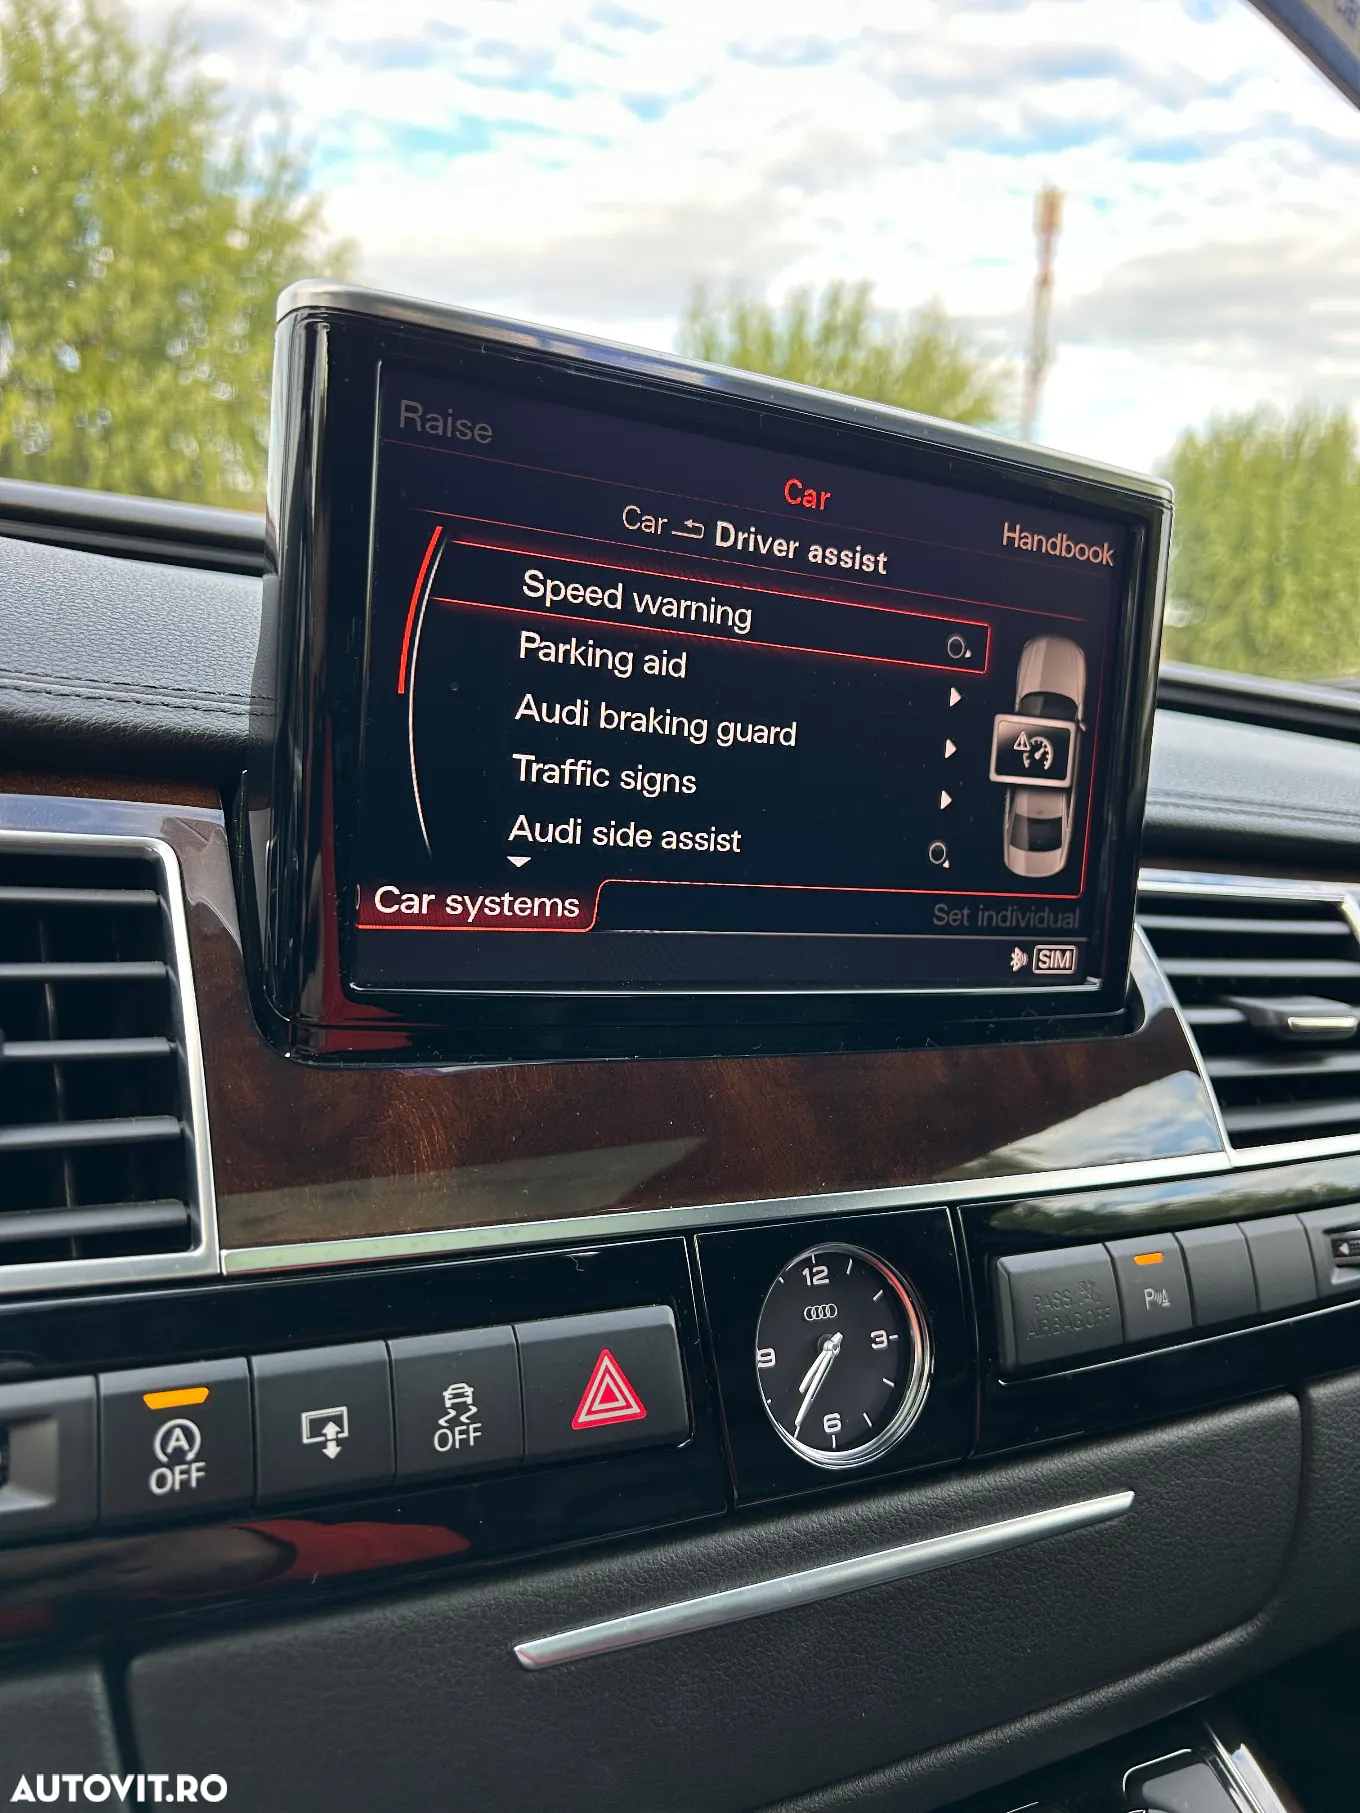 Raise
Car
Car Driver assist
Handbook
Speed warning
Parking aid
Audi braking guard
Traffic signs
Audi side assist
Car systems
Set individual
SIM
12
3
6
9
PASS
AIRBAG OFF
P
A
OFF
OFF
AUTOVIT.RO